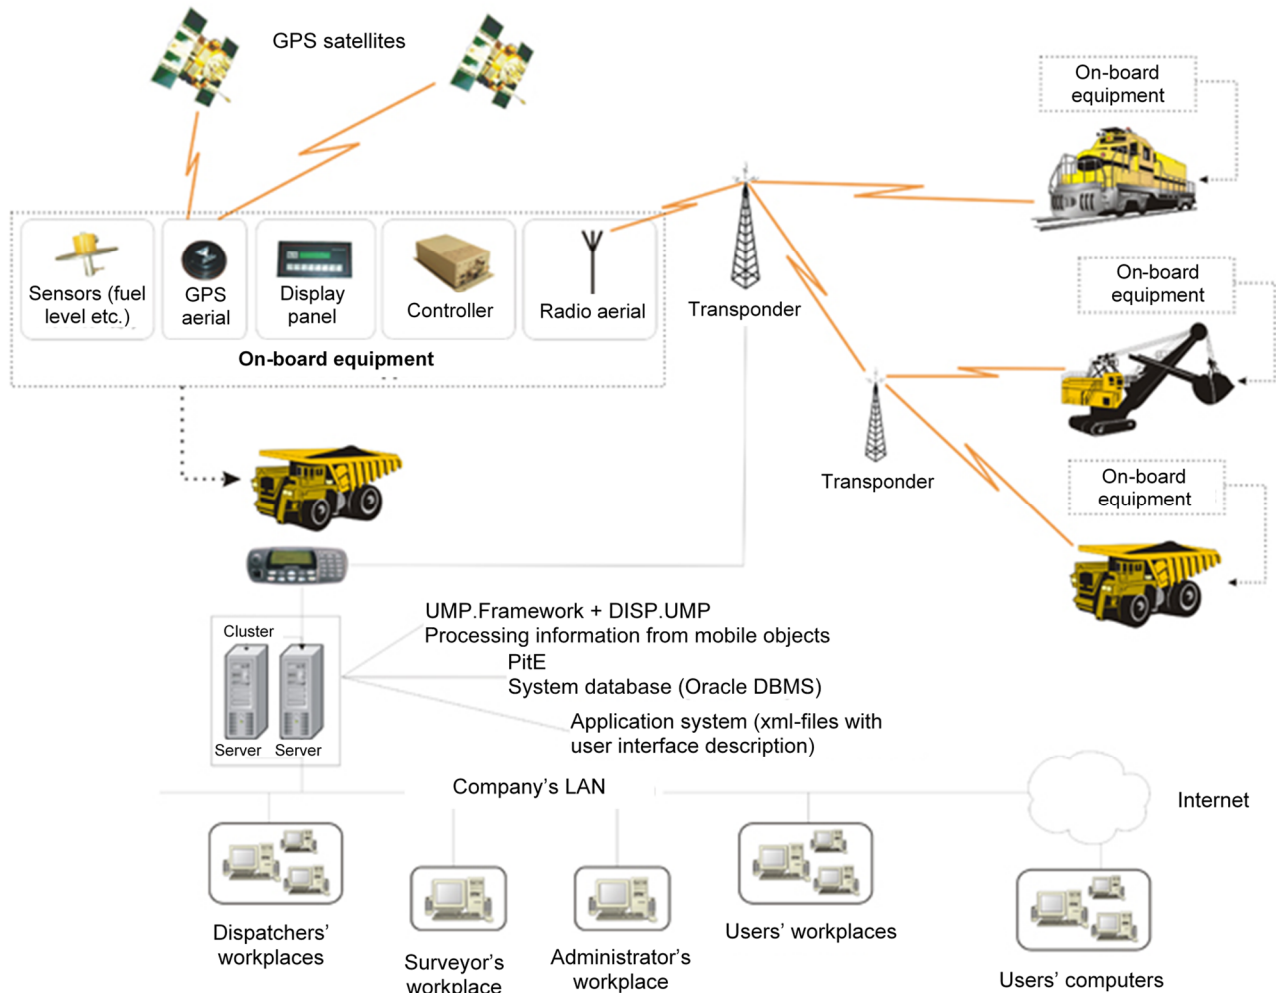 GPS satellites
On-board
equipment
Sensors (fuel
level etc.)
GPS
aerial
Display
panel
Controller
Radio aerial
On-board equipment
Transponder
On-board
equipment
Transponder
On-board
equipment
UMP.Framework + DISP.UMP
Processing information from mobile objects
PitE
System database (Oracle DBMS)
Application system (xml-files with
user interface description)
Cluster
Server
Server
Company’s LAN
Internet
Dispatchers’
workplaces
Surveyor’s
workplace
Administrator’s
workplace
Users’ workplaces
Users’ computers